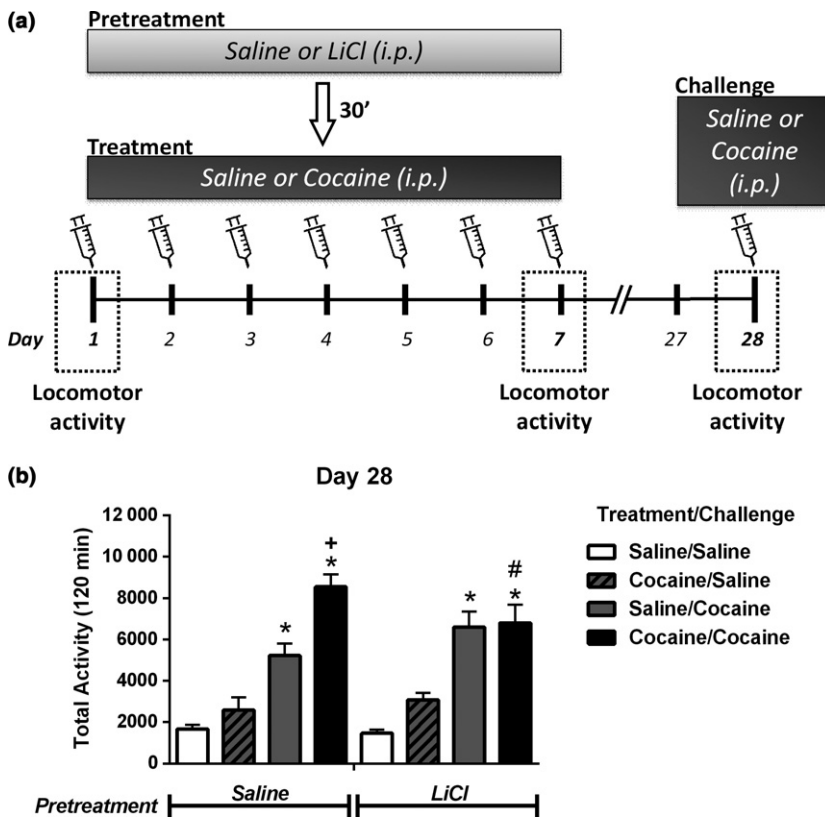 (a)
Pretreatment
Saline or LiCl (i.p.)
30'
Treatment
Saline or Cocaine (i.p.)
Challenge
Saline or
Cocaine
(i.p.)
Day 1 2 3 4 5 6 7 27 28
Locomotor
activity
Locomotor
activity
Locomotor
activity
(b)
Day 28
Total Activity (120 min)
12 000
10 000
8000
6000
4000
2000
0
*
+
*
*
#
*
Treatment/Challenge
Saline/Saline
Cocaine/Saline
Saline/Cocaine
Cocaine/Cocaine
Pretreatment Saline LiCl